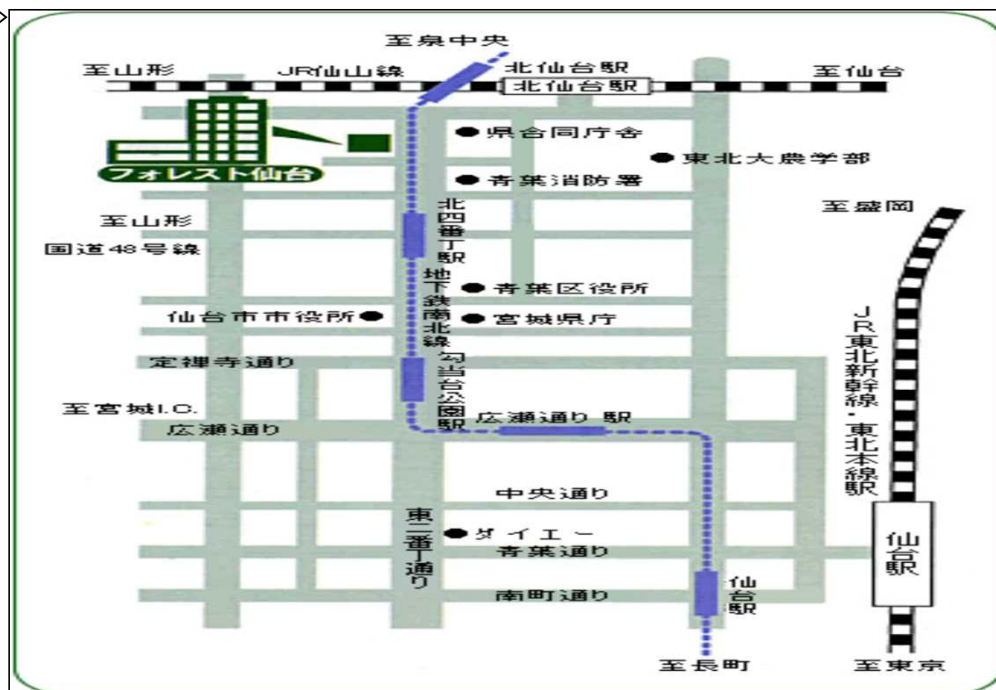 至泉中央
至山形
JR仙山線
北仙台駅
北仙台駅
至仙台
県合同庁舎
東北大農学部
フォレスト仙台
青葉消防署
至山形
国道48号線
北四番丁駅
至盛岡
地下鉄南北線
青葉区役所
仙台市市役所
宮城県庁
定禅寺通り
勾当台公園駅
至宮城I.C.
広瀬通り
広瀬通り 駅
JR東北新幹線・東北本線駅
中央通り
東二番丁通り
ダイエー
青葉通り
仙台駅
南町通り
仙台駅
至長町
至東京